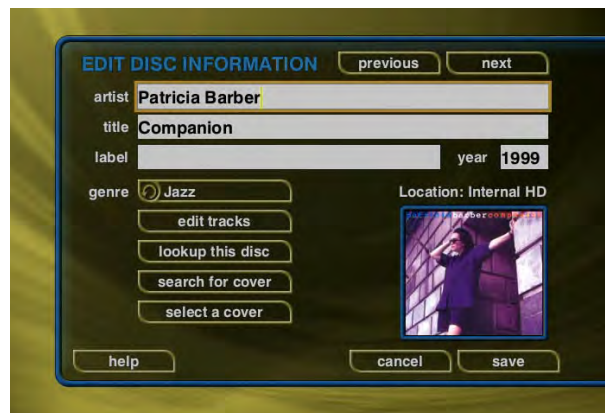 EDIT DISC INFORMATION previous next
artist Patricia Barber
title Companion
label year 1999
genre Jazz Location: Internal HD
edit tracks
patriciabarbercompanion
lookup this disc
search for cover
select a cover
help cancel save